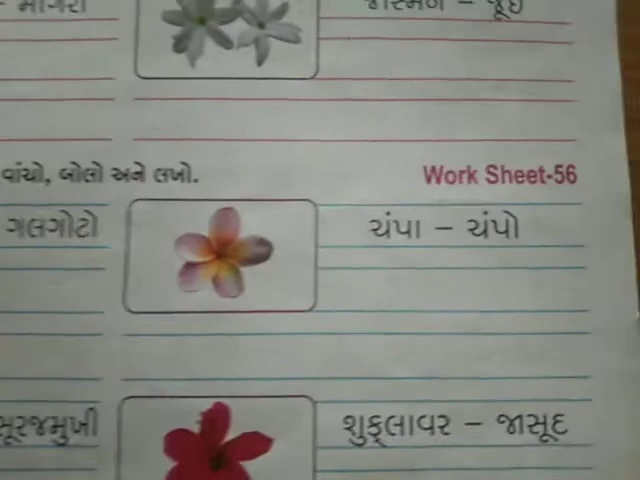 જાસ્મિન – જૂઈ
વાંચો, બોલો અને લખો.
Work Sheet-56
ગલગોટો
ચંપા – ચંપો
સૂરજમુખી
શુફ્લાવર – જાસૂદ